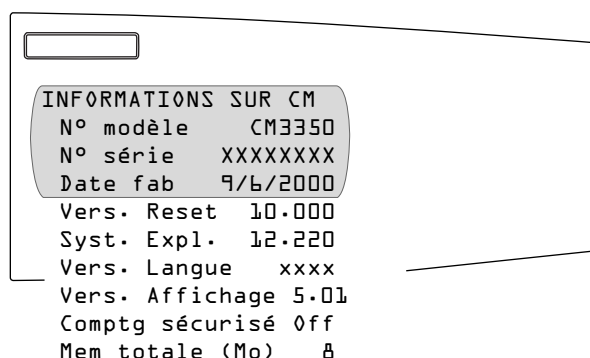 INFORMATIONS SUR CM
Nº modèle CM3350
Nº série XXXXXXXX
Date fab 9/6/2000
Vers. Reset 10.000
Syst. Expl. 12.220
Vers. Langue xxxx
Vers. Affichage 5.01
Comptg sécurisé Off
Mem totale (Mo) 8